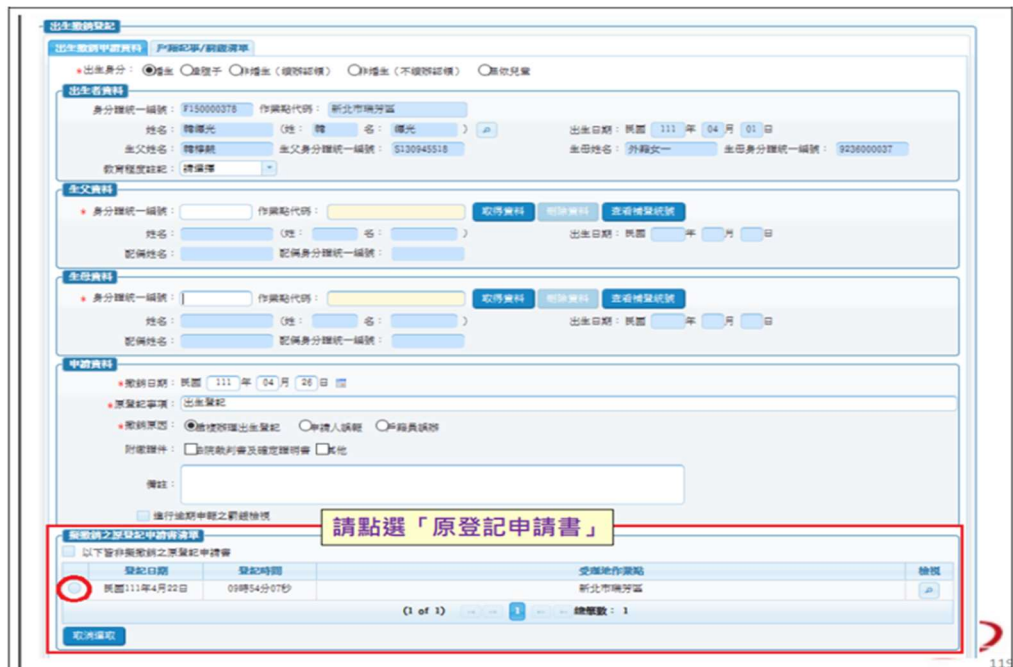 出生撤銷登記
出生撤銷申請資料 戶籍記事/罰鍰清單
*出生身分： 婚生 遺腹子 非婚生（續辦認領） 非婚生（不續辦認領） 無依兒童
出生者資料
身分證統一編號： F150000378 作業點代碼： 新北市瑞芳區
姓名： 韓 （姓： 韓 名： 光 ） 出生日期：民國 111 年 04 月 01 日
生父姓名： 生父身分證統一編號： S130945518 生母姓名： 外籍女一 生母身分證統一編號： 9236000037
教育程度註記： 請選擇
生父資料
* 身分證統一編號： 作業點代碼： 取得資料 刪除資料 查看補登統號
姓名： （姓： 名： ） 出生日期：民國 年 月 日
配偶姓名： 配偶身分證統一編號：
生母資料
* 身分證統一編號： 作業點代碼： 取得資料 刪除資料 查看補登統號
姓名： （姓： 名： ） 出生日期：民國 年 月 日
配偶姓名： 配偶身分證統一編號：
申請資料
*撤銷日期：民國 111 年 04 月 26 日
*原登記事項： 出生登記
*撤銷原因： 重複辦理出生登記 申請人誤報 戶籍員誤辦
附繳證件： 法院裁判書及確定證明書 其他
備註：
進行逾期申報之罰鍰檢視
請點選「原登記申請書」
擬撤銷之原登記申請書清單
以下皆非擬撤銷之原登記申請書
登記日期 登記時間 受理地作業點 檢視
民國111年4月22日 09時54分07秒 新北市瑞芳區
(1 of 1) 1 總筆數： 1
取消選取
119